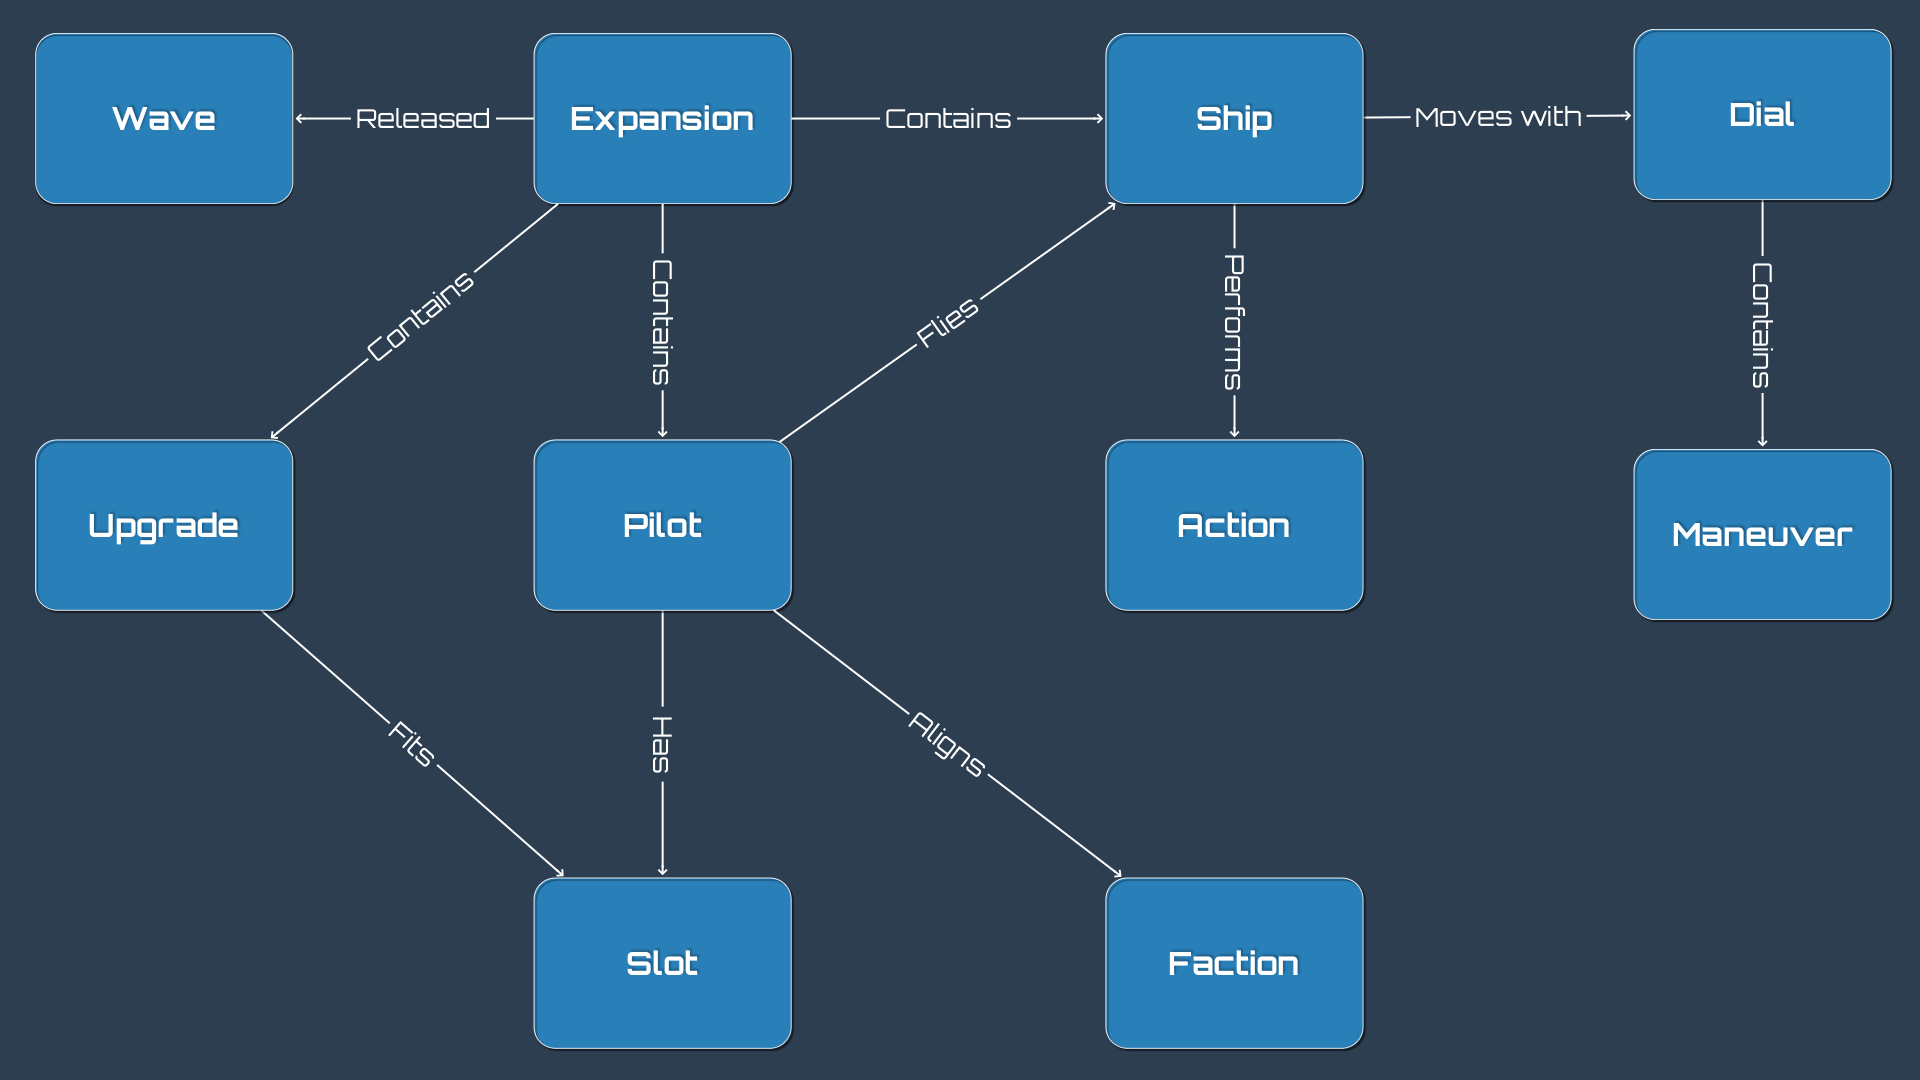 Wave
Released
Expansion
Contains
Ship
Moves with
Dial
Contains
Contains
Flies
Performs
Contains
Upgrade
Pilot
Action
Maneuver
Fits
Has
Aligns
Slot
Faction